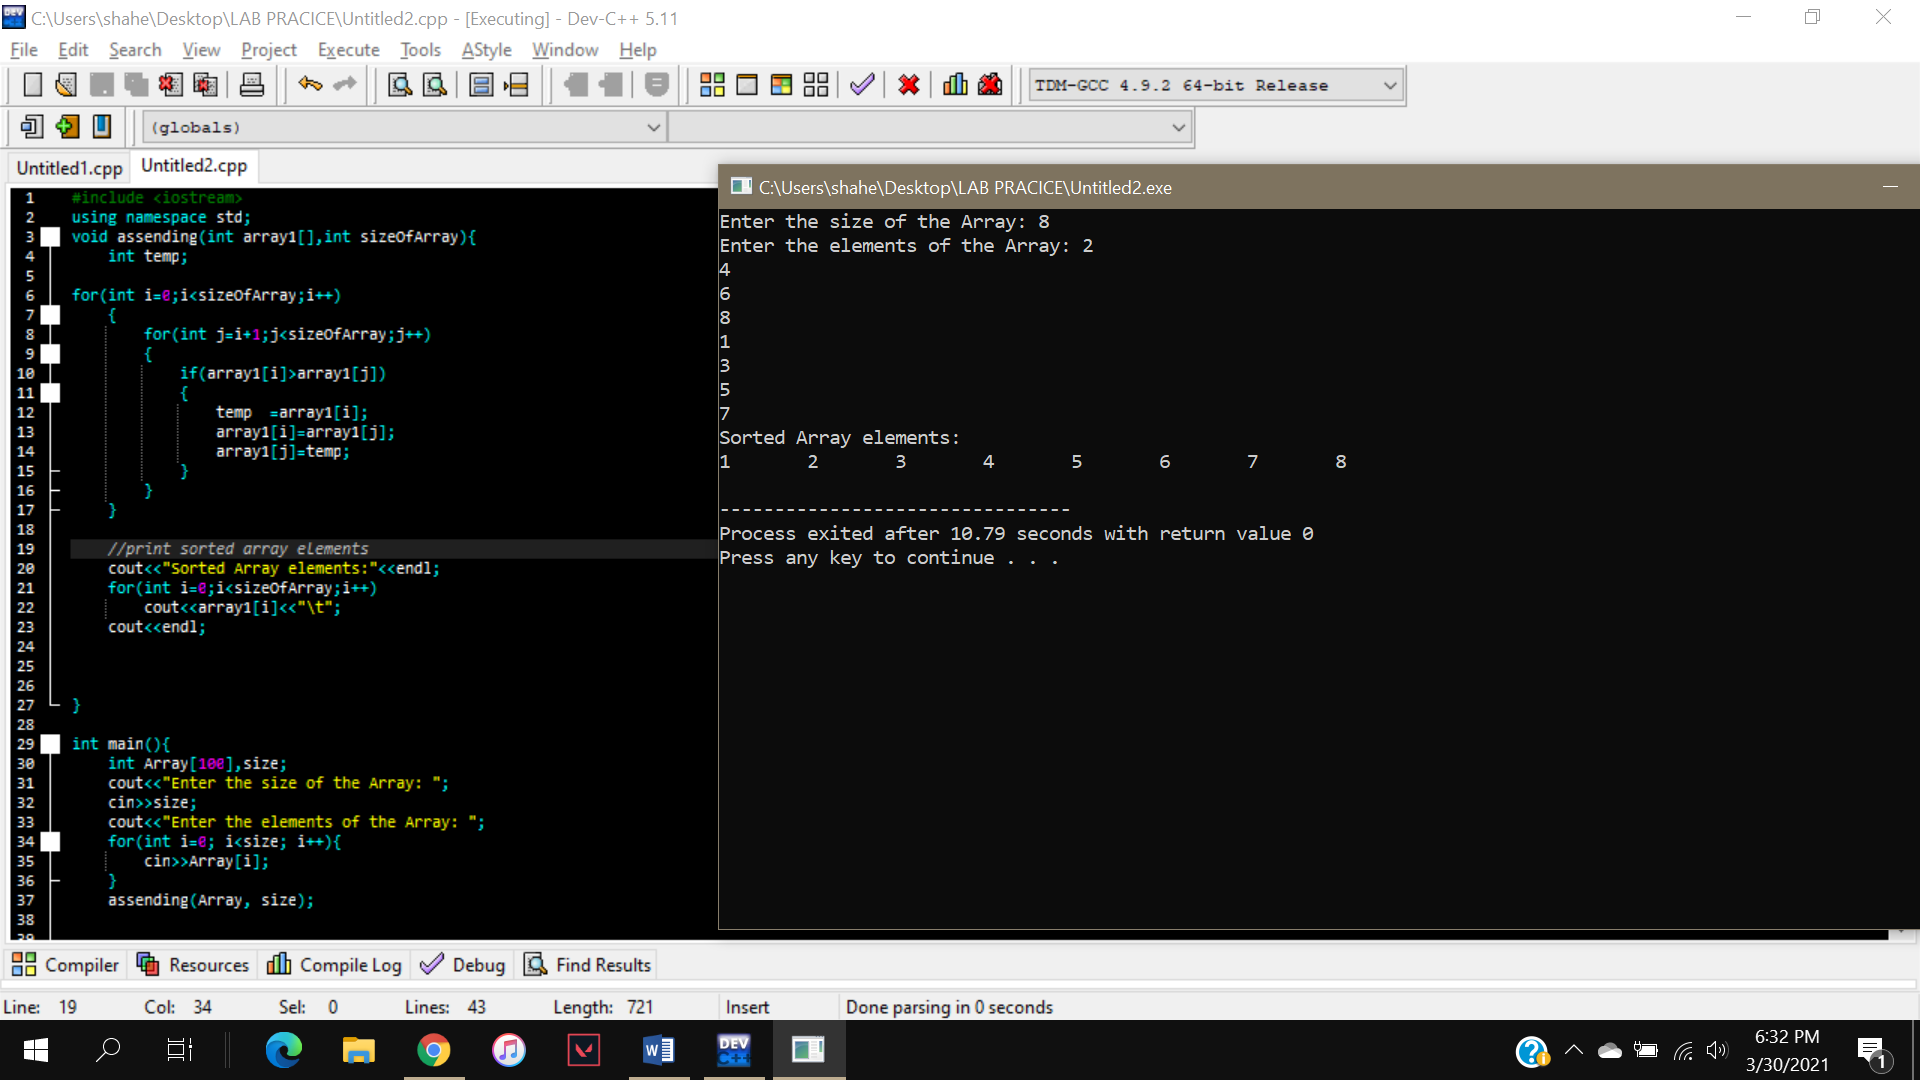 C:\Users\shahe\Desktop\LAB PRACICE\Untitled2.cpp - [Executing] - Dev-C++ 5.11
File Edit Search View Project Execute Tools AStyle Window Help
TDM-GCC 4.9.2 64-bit Release
(globals)
Untitled1.cpp Untitled2.cpp
1 #include <iostream>
2 using namespace std;
3 void assending(int array1[],int sizeOfArray){
4 int temp;
5
6 for(int i=0;i<sizeOfArray;i++)
7 {
8 for(int j=i+1;j<sizeOfArray;j++)
9 {
10 if(array1[i]>array1[j])
11 {
12 temp  =array1[i];
13 array1[i]=array1[j];
14 array1[j]=temp;
15 }
16 }
17 }
18
19 //print sorted array elements
20 cout<<"Sorted Array elements:"<<endl;
21 for(int i=0;i<sizeOfArray;i++)
22 cout<<array1[i]<<"\t";
23 cout<<endl;
24
25
26
27 }
28
29 int main(){
30 int Array[100],size;
31 cout<<"Enter the size of the Array: ";
32 cin>>size;
33 cout<<"Enter the elements of the Array: ";
34 for(int i=0; i<size; i++){
35 cin>>Array[i];
36 }
37 assending(Array, size);
38
39
C:\Users\shahe\Desktop\LAB PRACICE\Untitled2.exe
Enter the size of the Array: 8
Enter the elements of the Array: 2
4
6
8
1
3
5
7
Sorted Array elements:
1 2 3 4 5 6 7 8
--------------------------------
Process exited after 10.79 seconds with return value 0
Press any key to continue . . .
Compiler Resources Compile Log Debug Find Results
Line: 19 Col: 34 Sel: 0 Lines: 43 Length: 721 Insert Done parsing in 0 seconds
DEV C++
6:32 PM
3/30/2021
1